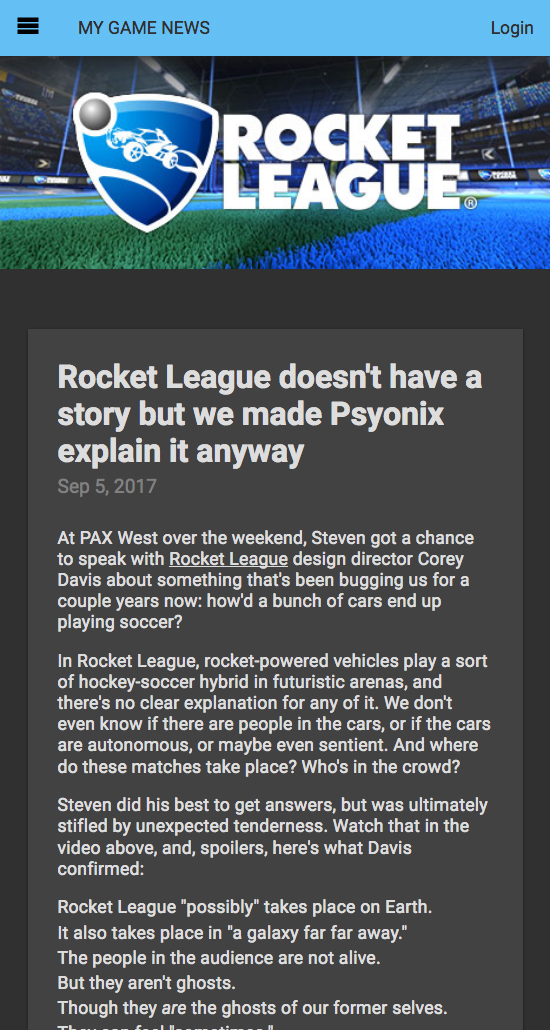 MY GAME NEWS
Login
ROCKET
LEAGUE®
Rocket League doesn't have a
story but we made Psyonix
explain it anyway
Sep 5, 2017
At PAX West over the weekend, Steven got a chance
to speak with Rocket League design director Corey
Davis about something that's been bugging us for a
couple years now: how'd a bunch of cars end up
playing soccer?
In Rocket League, rocket-powered vehicles play a sort
of hockey-soccer hybrid in futuristic arenas, and
there's no clear explanation for any of it. We don't
even know if there are people in the cars, or if the cars
are autonomous, or maybe even sentient. And where
do these matches take place? Who's in the crowd?
Steven did his best to get answers, but was ultimately
stifled by unexpected tenderness. Watch that in the
video above, and, spoilers, here's what Davis
confirmed:
Rocket League "possibly" takes place on Earth.
It also takes place in "a galaxy far far away."
The people in the audience are not alive.
But they aren't ghosts.
Though they are the ghosts of our former selves.
They can feel "sometimes."